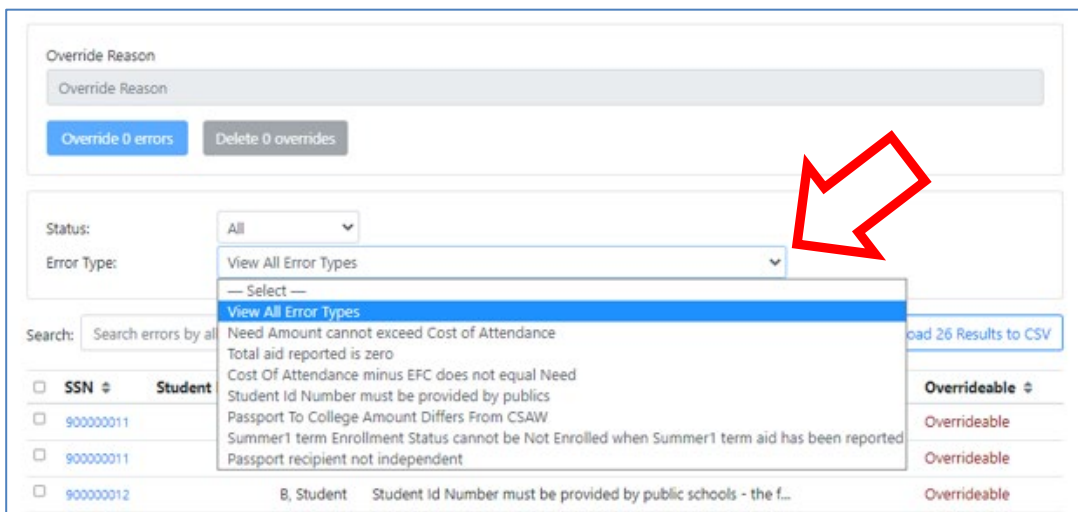 Override Reason
Override Reason
Override 0 errors Delete 0 overrides
Status: All
Error Type: View All Error Types
— Select —
View All Error Types
Search: Search errors by all Need Amount cannot exceed Cost of Attendance oad 26 Results to CSV
Total aid reported is zero
Cost Of Attendance minus EFC does not equal Need
SSN Student Student Id Number must be provided by publics Overrideable
Passport To College Amount Differs From CSAW
900000011 Summer1 term Enrollment Status cannot be Not Enrolled when Summer1 term aid has been reported Overrideable
Passport recipient not independent
900000011 Overrideable
900000012 B, Student Student Id Number must be provided by public schools - the f... Overrideable